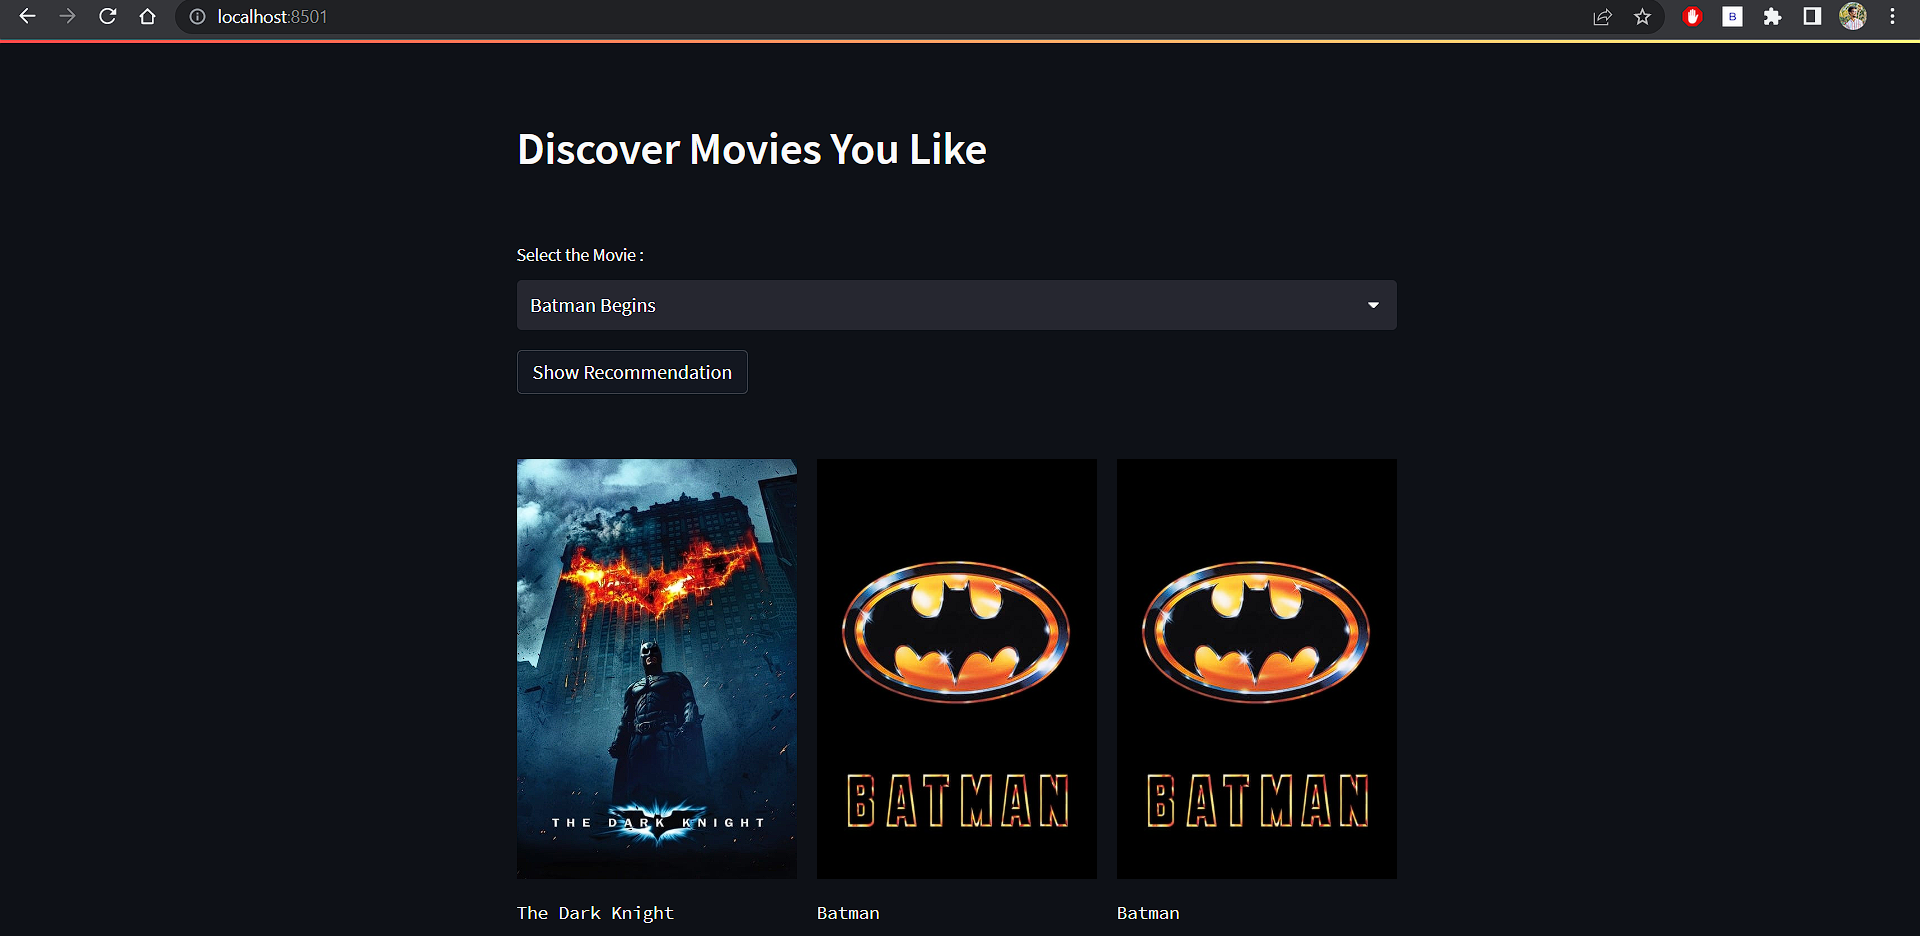 localhost:8501
B
Discover Movies You Like
Select the Movie :
Batman Begins
Show Recommendation
THE DARK KNIGHT
BATMAN
BATMAN
The Dark Knight
Batman
Batman